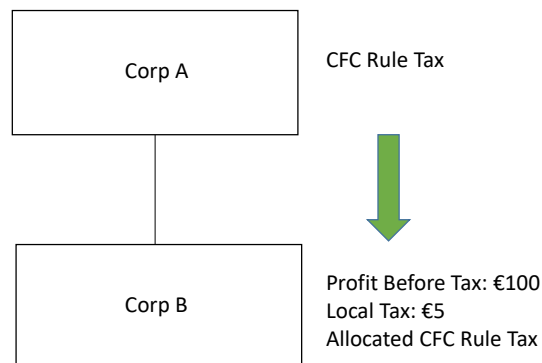 Corp A
CFC Rule Tax
Corp B
Profit Before Tax: €100
Local Tax: €5
Allocated CFC Rule Tax